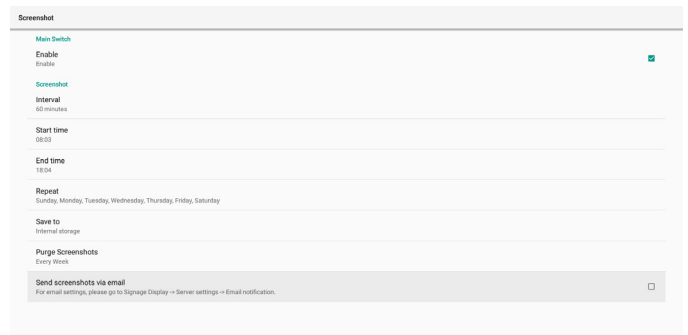 Screenshot
Main Switch
Enable
Enable
Screenshot
Interval
60 minutes
Start time
08:03
End time
18:04
Repeat
Sunday, Monday, Tuesday, Wednesday, Thursday, Friday, Saturday
Save to
Internal storage
Purge Screenshots
Every Week
Send screenshots via email
For email settings, please go to Signage Display -> Server settings -> Email notification.